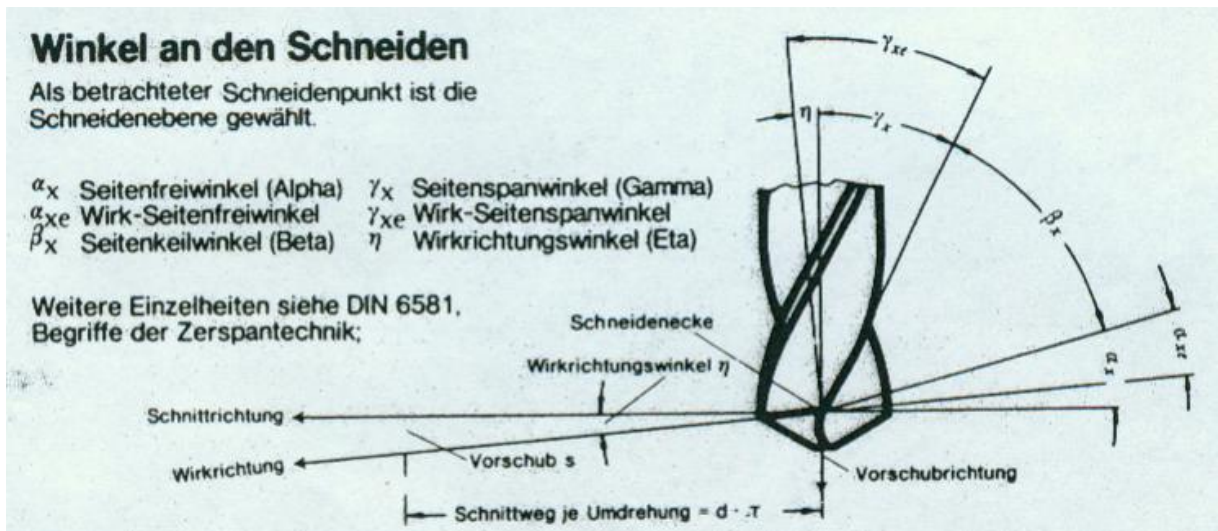 Winkel an den Schneiden
Als betrachteter Schneidenpunkt ist die
Schneidenebene gewählt.
αx Seitenfreiwinkel (Alpha) γx Seitenspanwinkel (Gamma)
αxe Wirk-Seitenfreiwinkel γxe Wirk-Seitenspanwinkel
βx Seitenkeilwinkel (Beta) η Wirkrichtungswinkel (Eta)
Weitere Einzelheiten siehe DIN 6581,
Begriffe der Zerspantechnik;
γxe
η
γx
βx
αxe
αx
Schneidenecke
Wirkrichtungswinkel η
Schnittrichtung
Wirkrichtung
Vorschub s
Vorschubrichtung
Schnittweg je Umdrehung = d · π